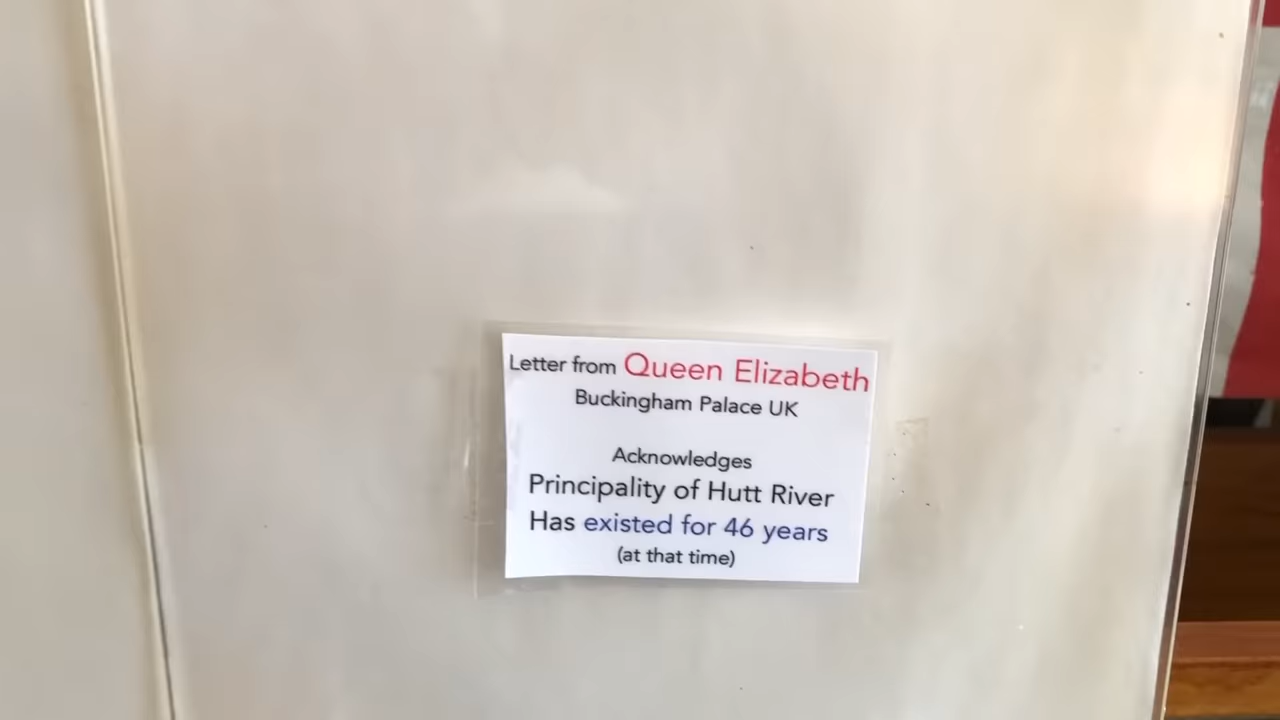 Letter from Queen Elizabeth
Buckingham Palace UK
Acknowledges
Principality of Hutt River
Has existed for 46 years
(at that time)